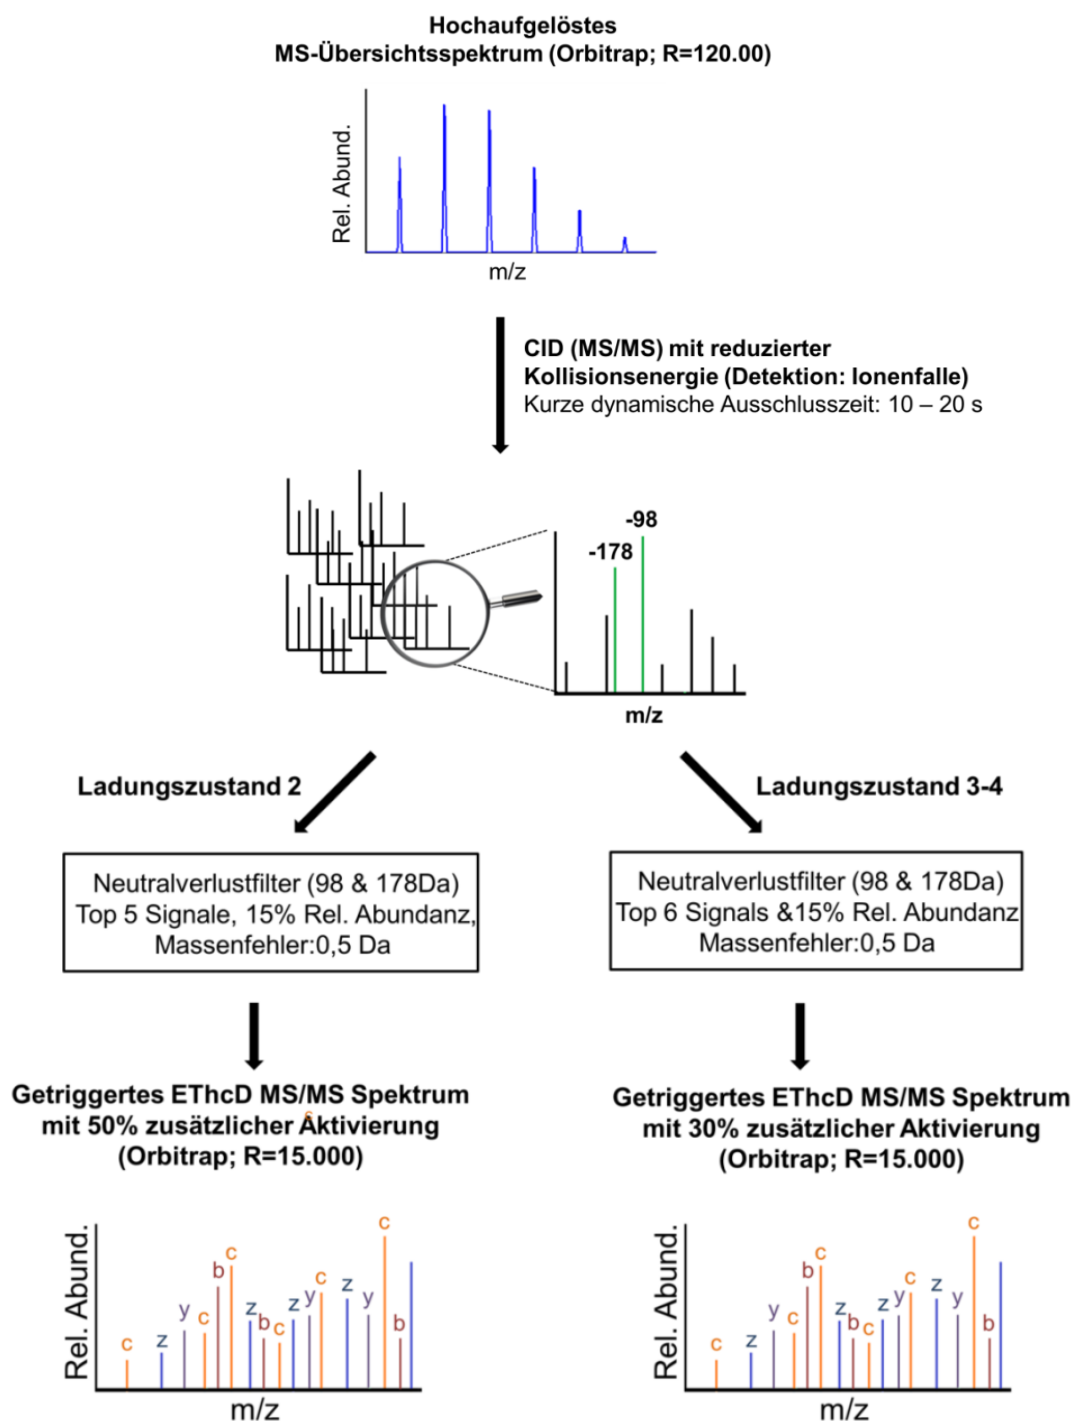 Hochaufgelöstes
MS-Übersichtsspektrum (Orbitrap; R=120.00)
Rel. Abund.
m/z
CID (MS/MS) mit reduzierter
Kollisionsenergie (Detektion: Ionenfalle)
Kurze dynamische Ausschlusszeit: 10 – 20 s
-98
-178
m/z
Ladungszustand 2
Ladungszustand 3-4
Neutralverlustfilter (98 & 178Da)
Top 5 Signale, 15% Rel. Abundanz,
Massenfehler:0,5 Da
Neutralverlustfilter (98 & 178Da)
Top 6 Signals &15% Rel. Abundanz
Massenfehler:0,5 Da
Getriggertes EThcD MS/MS Spektrum
mit 50% zusätzlicher Aktivierung
(Orbitrap; R=15.000)
Getriggertes EThcD MS/MS Spektrum
mit 30% zusätzlicher Aktivierung
(Orbitrap; R=15.000)
Rel. Abund.
c z y c b c z b c z y c z y c b
m/z
Rel. Abund.
c z y c b c z b c z y c z y c b
m/z